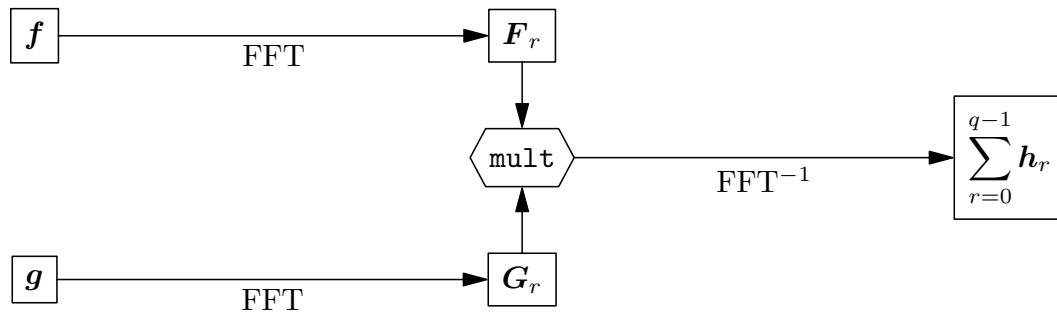 f
FFT
F_r
mult
FFT^{-1}
\sum_{r=0}^{q-1} h_r
g
FFT
G_r